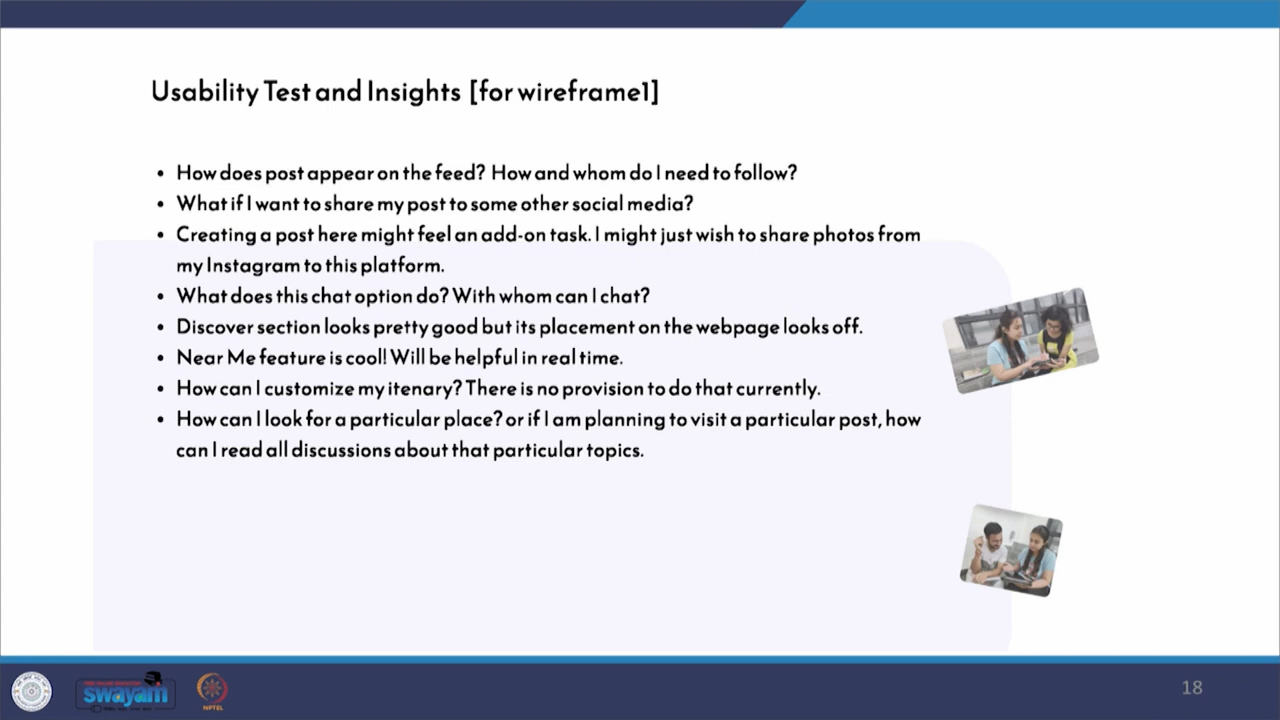 Usability Test and Insights [for wireframe1]
• How does post appear on the feed? How and whom do I need to follow?
• What if I want to share my post to some other social media?
• Creating a post here might feel an add-on task. I might just wish to share photos from
my Instagram to this platform.
• What does this chat option do? With whom can I chat?
• Discover section looks pretty good but its placement on the webpage looks off.
• Near Me feature is cool! Will be helpful in real time.
• How can I customize my itenary? There is no provision to do that currently.
• How can I look for a particular place? or if I am planning to visit a particular post, how
can I read all discussions about that particular topics.
swayam
NPTEL
18